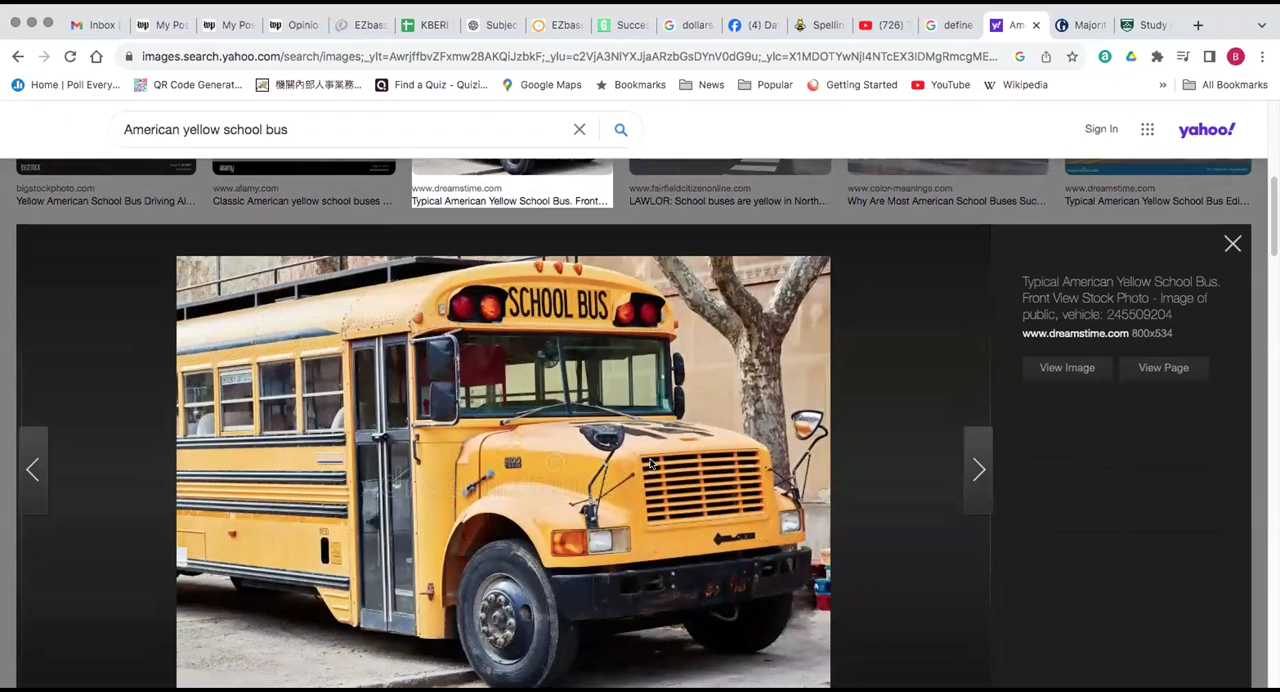 Inbox (
My Pos
My Pos
Opinio
EZbas
KBERI
Subjec
EZbas
Succes
dollars
(4) Da
Spellin
(726)
define
Am
Majorit
Study
images.search.yahoo.com/search/images;_ylt=AwrjffbvZFxmw28AKQiJzbkF;_ylu=c2VjA3NlYXJjaARzbGsDYnV0dG9u;_ylc=X1MDOTYwNjI4NTcEX3IDMgRmcgME...
B
Home | Poll Every...
QR Code Generat...
機關內部人事業務...
Find a Quiz - Quizi...
Google Maps
Bookmarks
News
Popular
Getting Started
YouTube
Wikipedia
»
All Bookmarks
American yellow school bus
Sign In
yahoo!
bigstockphoto.com
www.alamy.com
www.dreamstime.com
www.fairfieldcitizenonline.com
www.color-meanings.com
www.dreamstime.com
Yellow American School Bus Driving Al...
Classic American yellow school buses ...
Typical American Yellow School Bus. Front...
LAWLOR: School buses are yellow in North...
Why Are Most American School Buses Suc...
Typical American Yellow School Bus Edi...
SCHOOL BUS
Typical American Yellow School Bus.
Front View Stock Photo - Image of
public, vehicle: 245509204
www.dreamstime.com 800x534
View Image
View Page